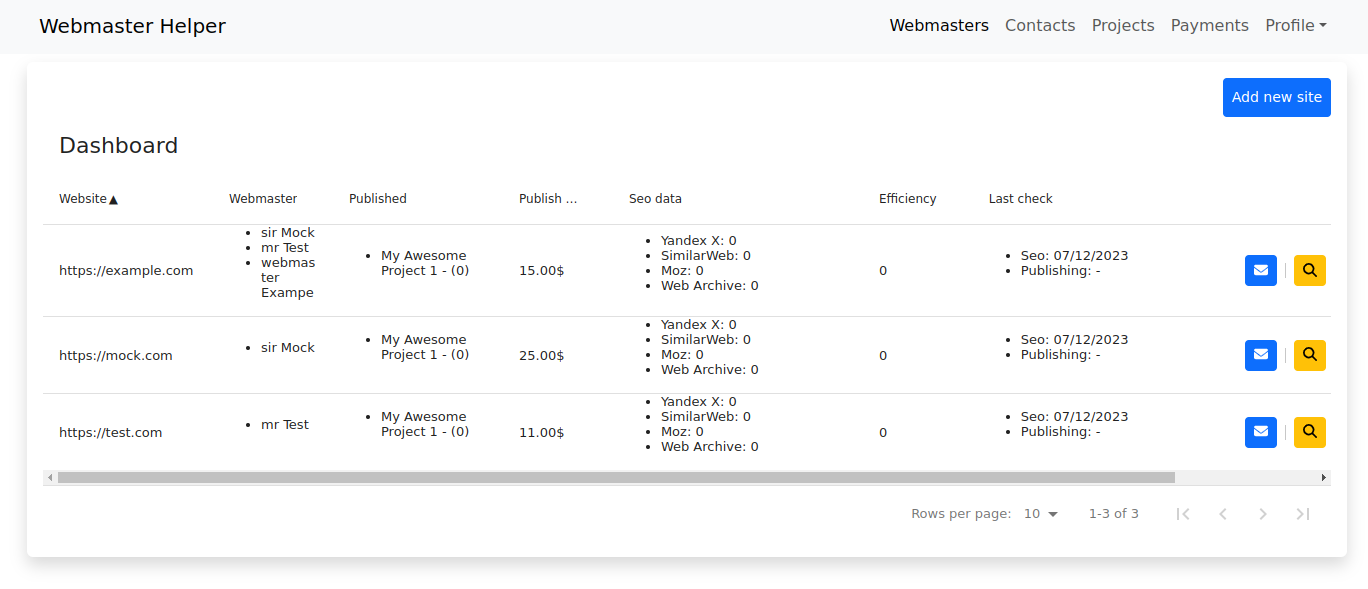 Webmaster Helper
Webmasters Contacts Projects Payments Profile
Add new site
Dashboard
Website▲ Webmaster Published Publish ... Seo data Efficiency Last check
https://example.com
• sir Mock
• mr Test
• webmas
ter
Exampe
• My Awesome
Project 1 - (0)
15.00$
• Yandex X: 0
• SimilarWeb: 0
• Moz: 0
• Web Archive: 0
0
• Seo: 07/12/2023
• Publishing: -
https://mock.com
• sir Mock
• My Awesome
Project 1 - (0)
25.00$
• Yandex X: 0
• SimilarWeb: 0
• Moz: 0
• Web Archive: 0
0
• Seo: 07/12/2023
• Publishing: -
https://test.com
• mr Test
• My Awesome
Project 1 - (0)
11.00$
• Yandex X: 0
• SimilarWeb: 0
• Moz: 0
• Web Archive: 0
0
• Seo: 07/12/2023
• Publishing: -
Rows per page: 10 1-3 of 3